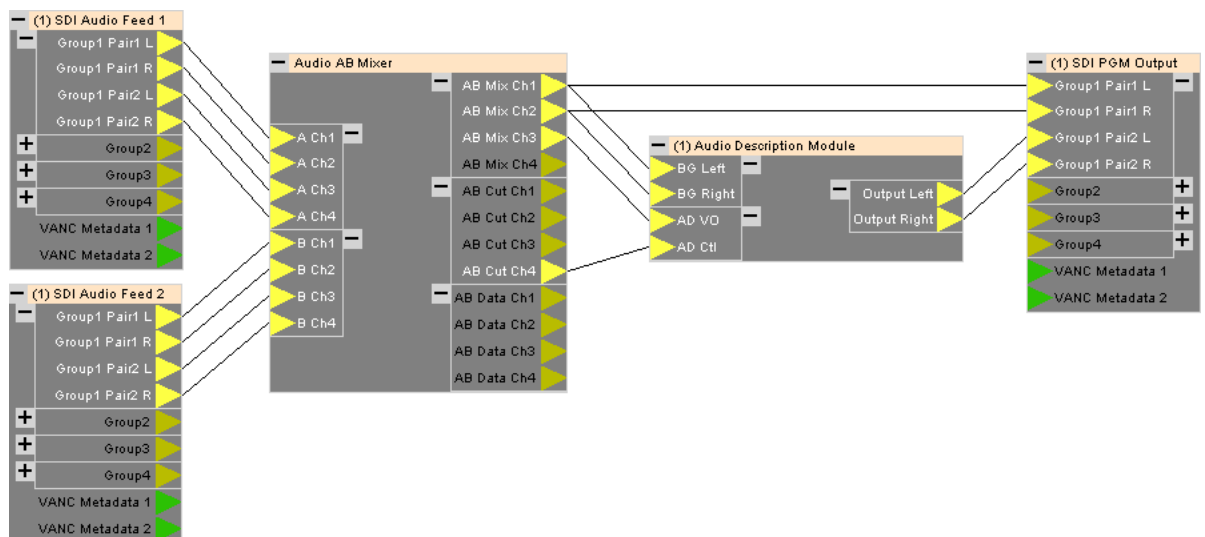 (1) SDI Audio Feed 1
Group1 Pair1 L
Group1 Pair1 R
Group1 Pair2 L
Group1 Pair2 R
Group2
Group3
Group4
VANC Metadata 1
VANC Metadata 2
(1) SDI Audio Feed 2
Group1 Pair1 L
Group1 Pair1 R
Group1 Pair2 L
Group1 Pair2 R
Group2
Group3
Group4
VANC Metadata 1
VANC Metadata 2
Audio AB Mixer
A Ch1
A Ch2
A Ch3
A Ch4
B Ch1
B Ch2
B Ch3
B Ch4
AB Mix Ch1
AB Mix Ch2
AB Mix Ch3
AB Mix Ch4
AB Cut Ch1
AB Cut Ch2
AB Cut Ch3
AB Cut Ch4
AB Data Ch1
AB Data Ch2
AB Data Ch3
AB Data Ch4
(1) Audio Description Module
BG Left
BG Right
AD VO
AD Ctl
Output Left
Output Right
(1) SDI PGM Output
Group1 Pair1 L
Group1 Pair1 R
Group1 Pair2 L
Group1 Pair2 R
Group2
Group3
Group4
VANC Metadata 1
VANC Metadata 2